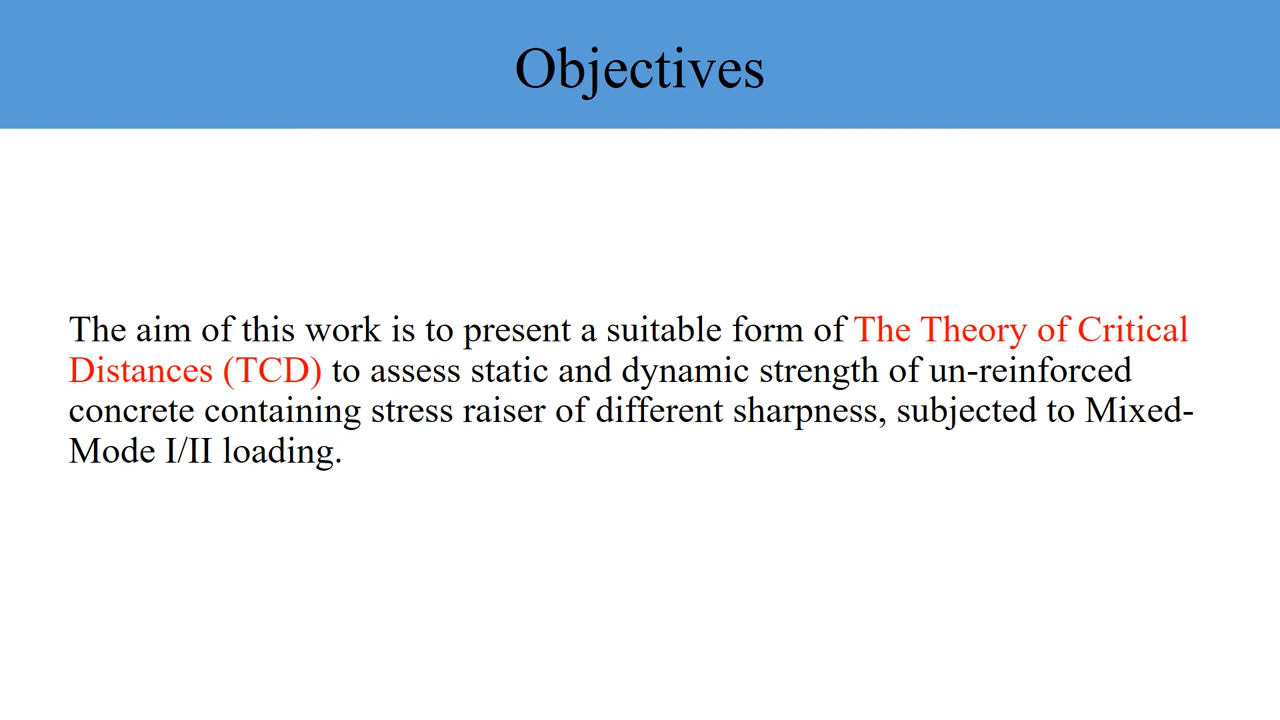 Objectives
The aim of this work is to present a suitable form of The Theory of Critical
Distances (TCD) to assess static and dynamic strength of un-reinforced
concrete containing stress raiser of different sharpness, subjected to Mixed-
Mode I/II loading.